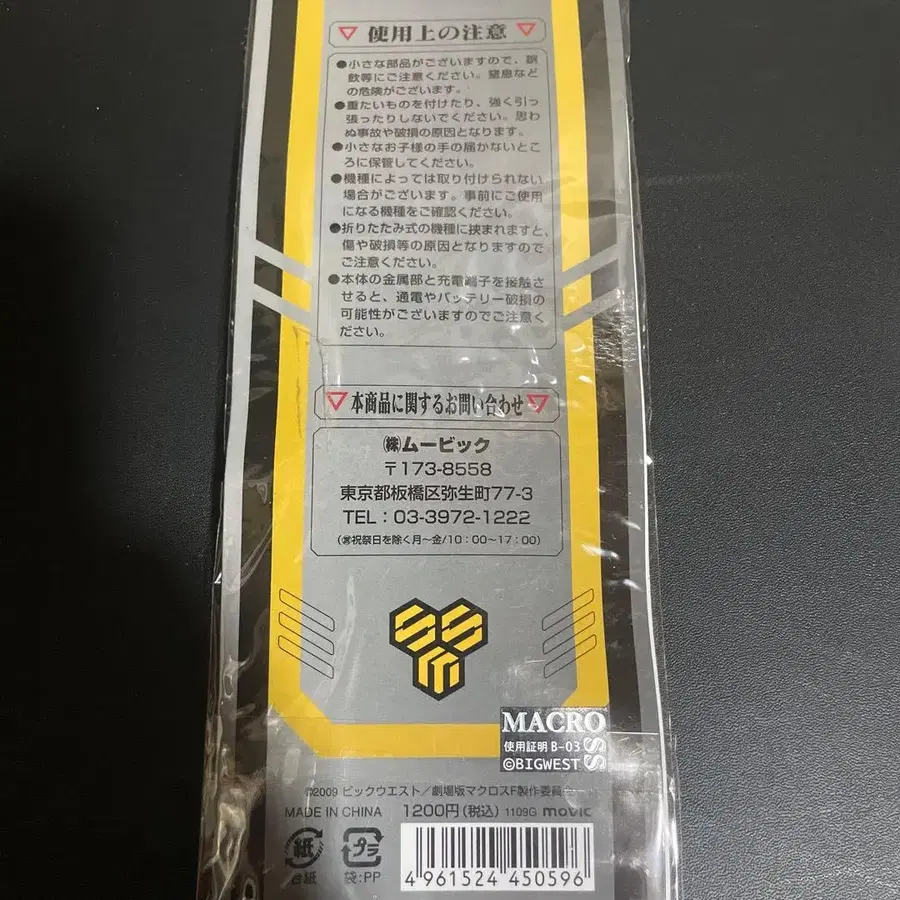 使用上の注意
●小さな部品がございますので、誤
飲等にご注意ください。窒息など
の危険がございます。
●重たいものを付けたり、強く引っ
張ったりしないでください。思わ
ぬ事故や破損の原因となります。
●小さなお子様の手の届かないとこ
ろに保管してください。
●機種によっては取り付けられない
場合がございます。事前にご使用
になる機種をご確認ください。
●折りたたみ式の機種に挟まれますと、
傷や破損等の原因となりますので
ご注意ください。
●本体の金属部と充電端子を接触さ
せると、通電やバッテリー破損の
可能性がございますのでご注意く
ださい。
本商品に関するお問い合わせ
㈱ムービック
〒173-8558
東京都板橋区弥生町77-3
TEL：03-3972-1222
祝祭日を除く月〜金/10：00〜17：00)
SSM
MACROSS
使用証明 B-03
©BIGWEST
©2009 ビックウエスト／劇場版マクロスF製作委員会
MADE IN CHINA 1200円(税込) 1109G movic
紙
台紙
プラ
袋:PP
4 961524 450596